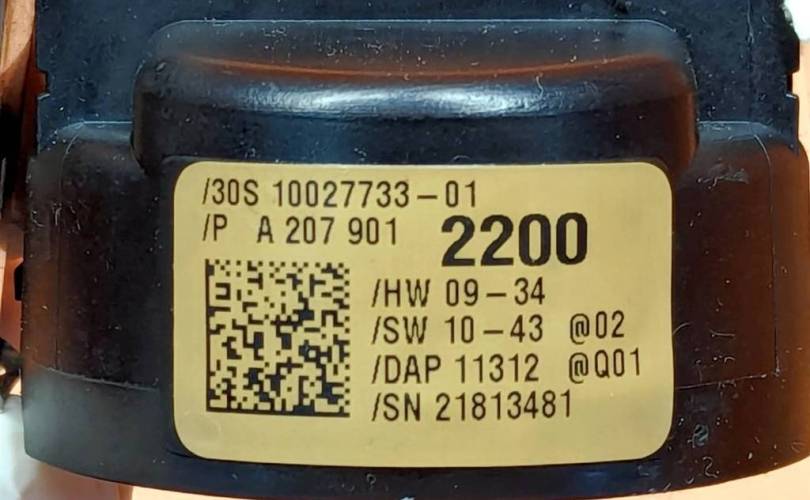 /30S 10027733-01
/P A 207 901 2200
/HW 09-34
/SW 10-43 @02
/DAP 11312 @Q01
/SN 21813481